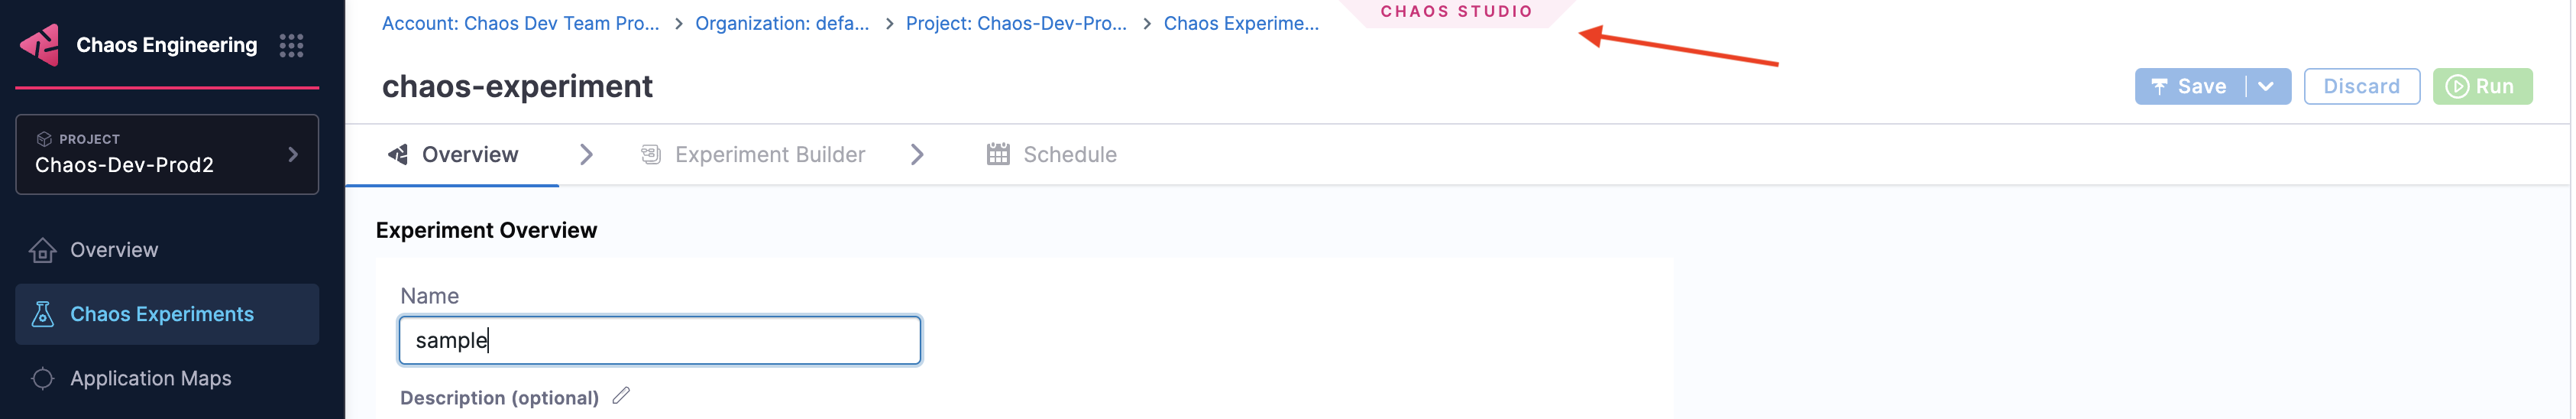 Chaos Engineering
PROJECT
Chaos-Dev-Prod2
Overview
Chaos Experiments
Application Maps
Account: Chaos Dev Team Pro... > Organization: defa... > Project: Chaos-Dev-Pro... > Chaos Experime...
CHAOS STUDIO
chaos-experiment
Save
Discard
Run
Overview
Experiment Builder
Schedule
Experiment Overview
Name
sample
Description (optional)